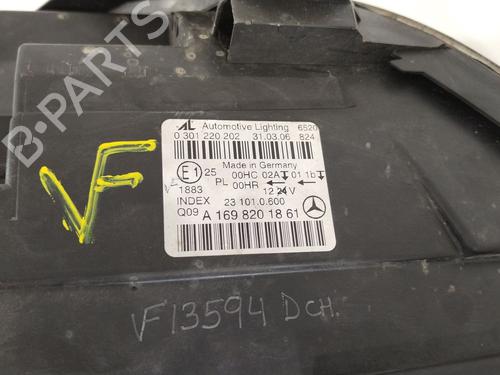 AL Automotive Lighting 6520
0 301 220 202 31.03.06 824
Made in Germany
E1 25 00HC 02A 01 1b
PL 00HR
1883 12 24V
INDEX 23 101.0.600
Q09 A 169 820 18 61
VF
VF13594 DCH.
B-PARTS